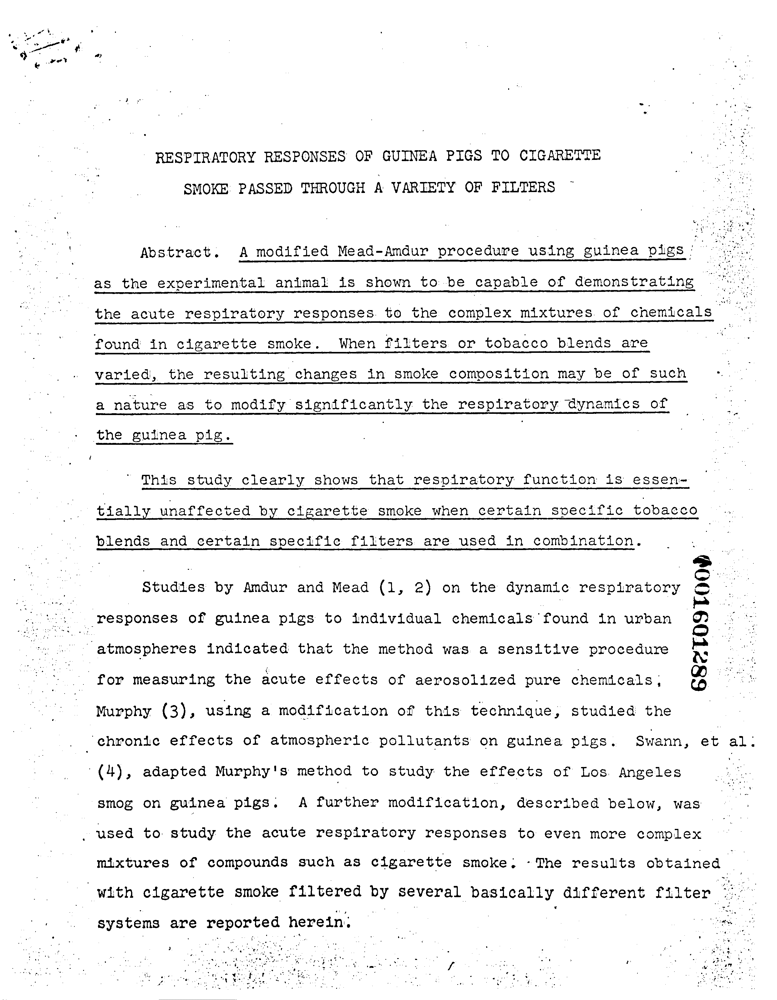 RESPIRATORY RESPONSES OF GUINEA PIGS TO CIGARETTE
SMOKE PASSED THROUGH A VARIETY OF FILTERS
Abstract. A modified Mead-Amdur procedure using guinea pigs
as the experimental animal is shown to be capable of demonstrating
the acute respiratory responses to the complex mixtures of chemicals
found in cigarette smoke. When filters or tobacco blends are
varied, the resulting changes in smoke composition may be of such
a nature as to modify significantly the respiratory dynamics of
the guinea pig.
This study clearly shows that respiratory function is essen-
tially unaffected by cigarette smoke when certain specific tobacco
blends and certain specific filters are used in combination.
Studies by Amdur and Mead (1, 2) on the dynamic respiratory
responses of guinea pigs to individual chemicals found in urban
atmospheres indicated that the method was a sensitive procedure
for measuring the acute effects of aerosolized pure chemicals.
Murphy (3), using a modification of this technique, studied the
chronic effects of atmospheric pollutants on guinea pigs. Swann, et al.
(4), adapted Murphy's method to study the effects of Los Angeles
smog on guinea pigs. A further modification, described below, was
used to study the acute respiratory responses to even more complex
mixtures of compounds such as cigarette smoke. The results obtained
with cigarette smoke filtered by several basically different filter
systems are reported herein.